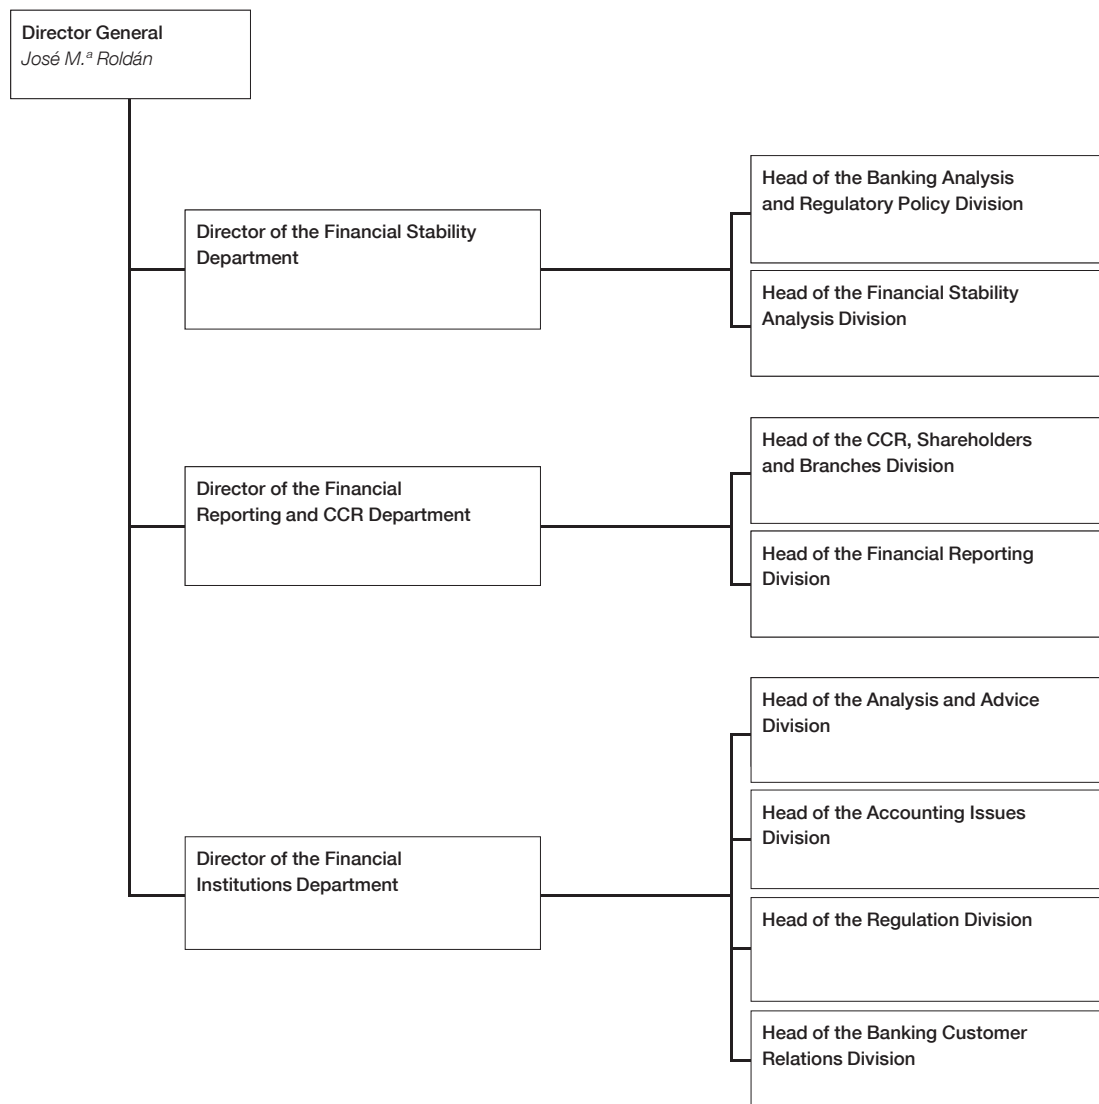 Director General
José M.ª Roldán
Director of the Financial Stability
Department
Head of the Banking Analysis
and Regulatory Policy Division
Head of the Financial Stability
Analysis Division
Director of the Financial
Reporting and CCR Department
Head of the CCR, Shareholders
and Branches Division
Head of the Financial Reporting
Division
Director of the Financial
Institutions Department
Head of the Analysis and Advice
Division
Head of the Accounting Issues
Division
Head of the Regulation Division
Head of the Banking Customer
Relations Division